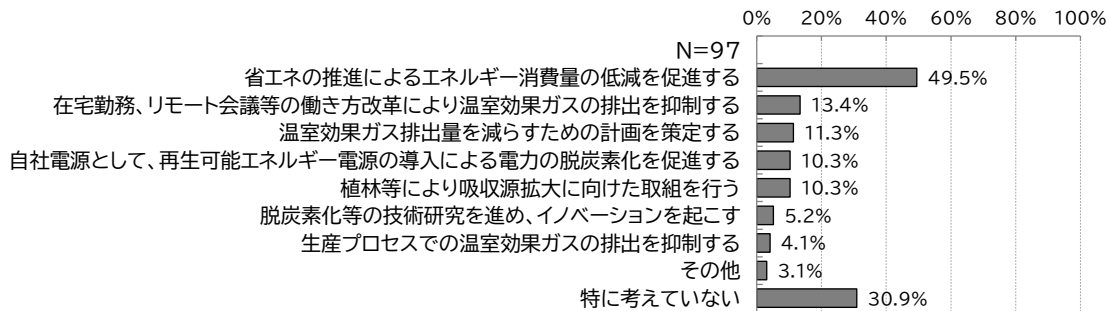 0% 20% 40% 60% 80% 100%
N=97
省エネの推進によるエネルギー消費量の低減を促進する 49.5%
在宅勤務、リモート会議等の働き方改革により温室効果ガスの排出を抑制する 13.4%
温室効果ガス排出量を減らすための計画を策定する 11.3%
自社電源として、再生可能エネルギー電源の導入による電力の脱炭素化を促進する 10.3%
植林等により吸収源拡大に向けた取組を行う 10.3%
脱炭素化等の技術研究を進め、イノベーションを起こす 5.2%
生産プロセスでの温室効果ガスの排出を抑制する 4.1%
その他 3.1%
特に考えていない 30.9%